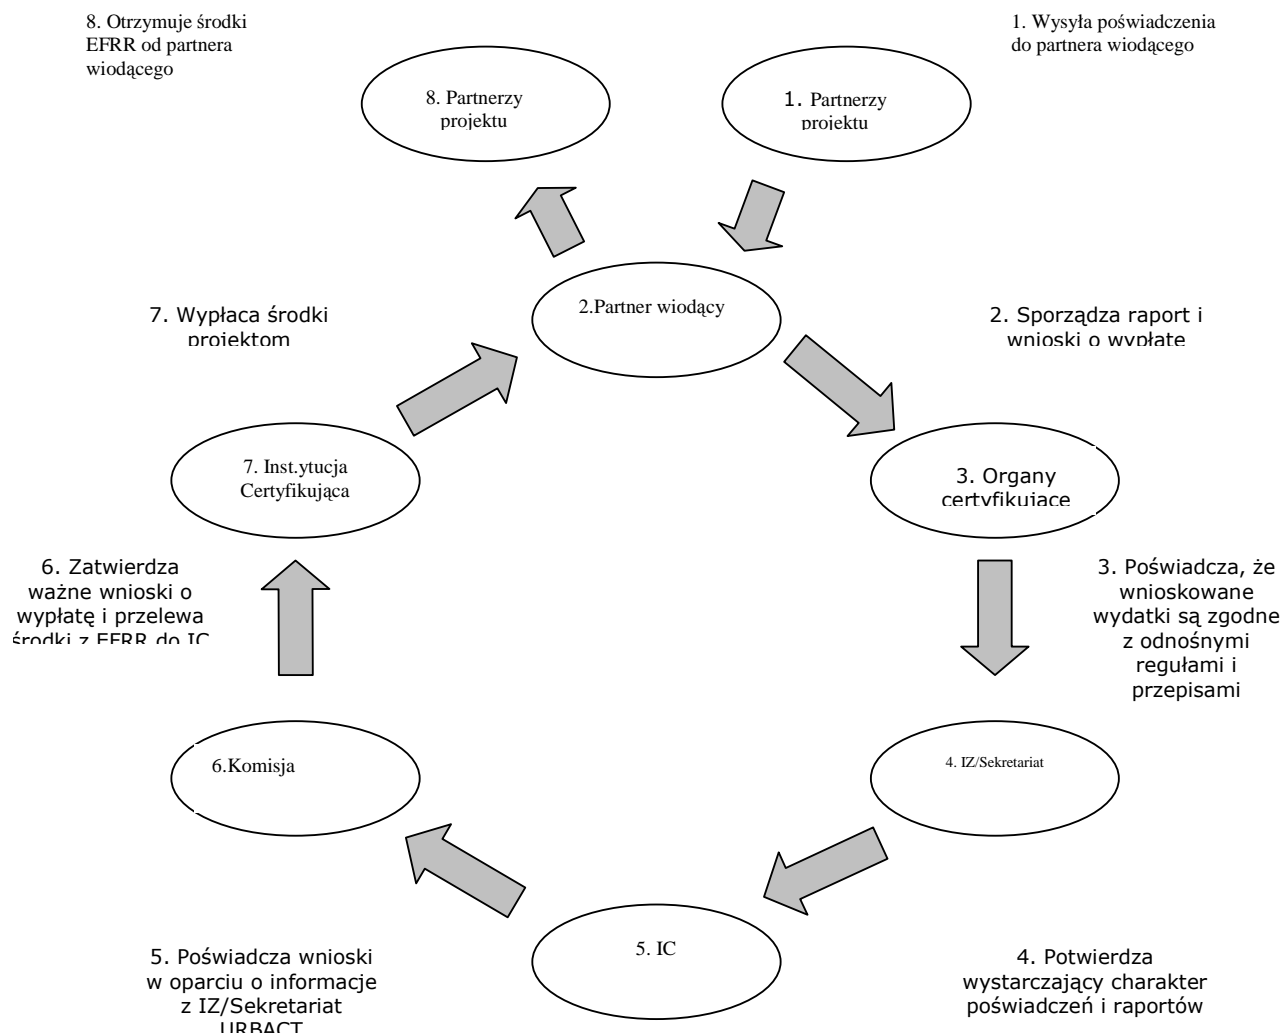 8. Otrzymuje środki
EFRR od partnera
wiodącego
1. Wysyła poświadczenia
do partnera wiodącego
8. Partnerzy
projektu
1. Partnerzy
projektu
2.Partner wiodący
7. Wypłaca środki
projektom
2. Sporządza raport i
wnioski o wypłatę
7. Inst.ytucja
Certyfikująca
3. Organy
certyfikujące
6. Zatwierdza
ważne wnioski o
wypłatę i przelewa
środki z EFRR do IC
3. Poświadcza, że
wnioskowane
wydatki są zgodne
z odnośnymi
regułami i
przepisami
6.Komisja
4. IZ/Sekretariat
5. IC
5. Poświadcza wnioski
w oparciu o informacje
z IZ/Sekretariat
URBACT
4. Potwierdza
wystarczający charakter
poświadczeń i raportów